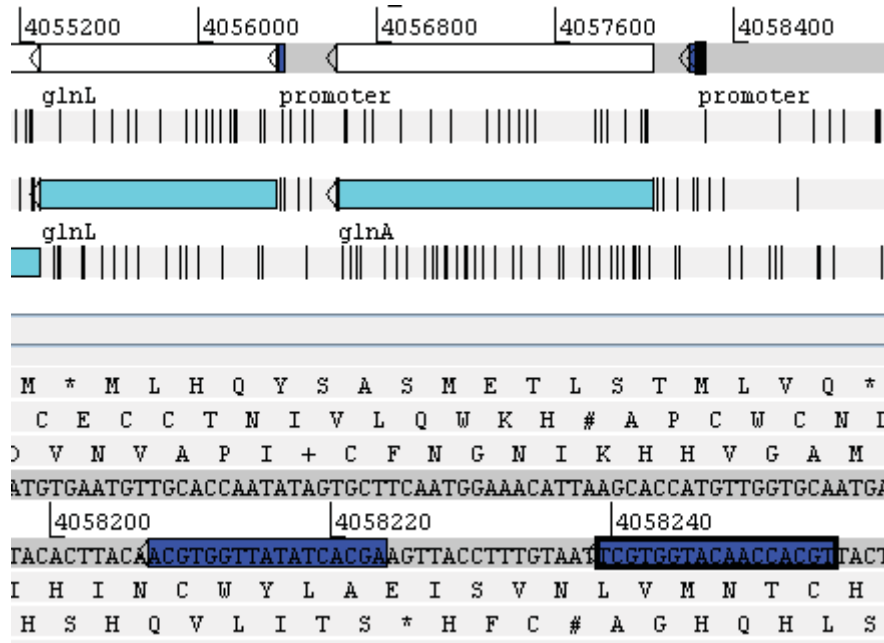 4055200 4056000 4056800 4057600 4058400
glnL promoter promoter
glnL glnA
M * M L H Q Y S A S M E T L S T M L V Q *
C E C C T N I V L Q W K H # A P C W C N
V N V A P I + C F N G N I K H H V G A M
ATGTGAATGTTGCACCAATATAGTGCTTCAATGGAAACATTAAGCACCATGTTGGTGCAATGA
4058200 4058220 4058240
TACACTTACAACGTGGTTATATCACGAAGTTACCTTTGTAATTCGTGGTACAACCACGTTACT
I H I N C W Y L A E I S V N L V M N T C H
H S H Q V L I T S * H F C # A G H Q H L S